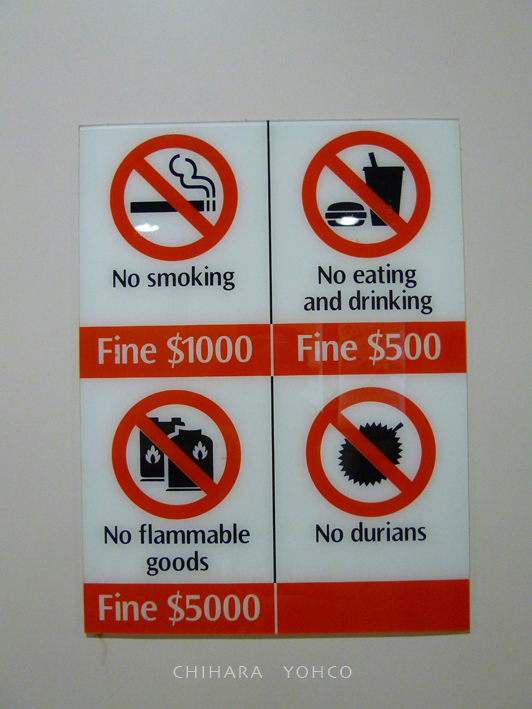 No smoking
No eating
and drinking
Fine $1000
Fine $500
No flammable
goods
No durians
Fine $5000
CHIHARA YOHCO